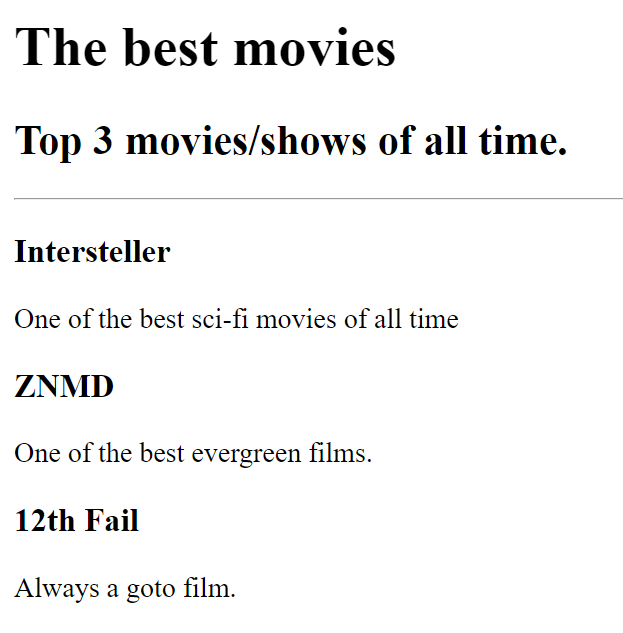 The best movies
Top 3 movies/shows of all time.
Intersteller
One of the best sci-fi movies of all time
ZNMD
One of the best evergreen films.
12th Fail
Always a goto film.